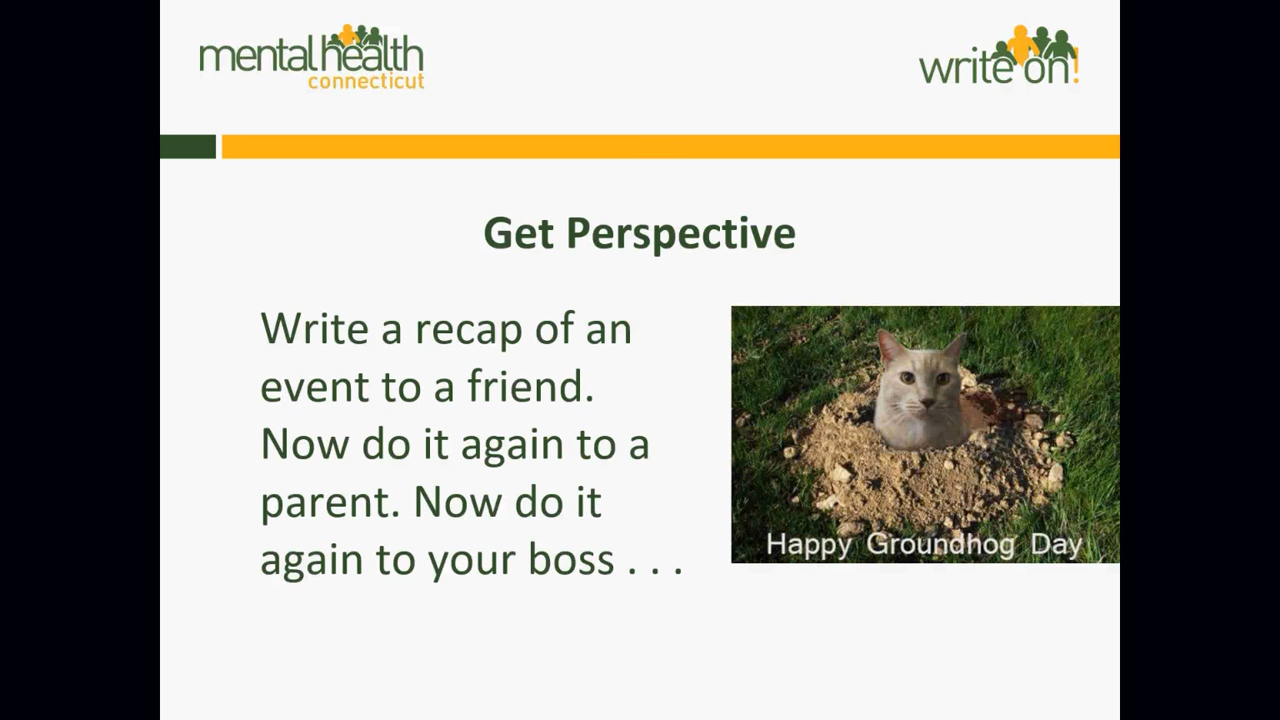 mental health
connecticut
write on!
Get Perspective
Write a recap of an
event to a friend.
Now do it again to a
parent. Now do it
again to your boss . . .
Happy Groundhog Day